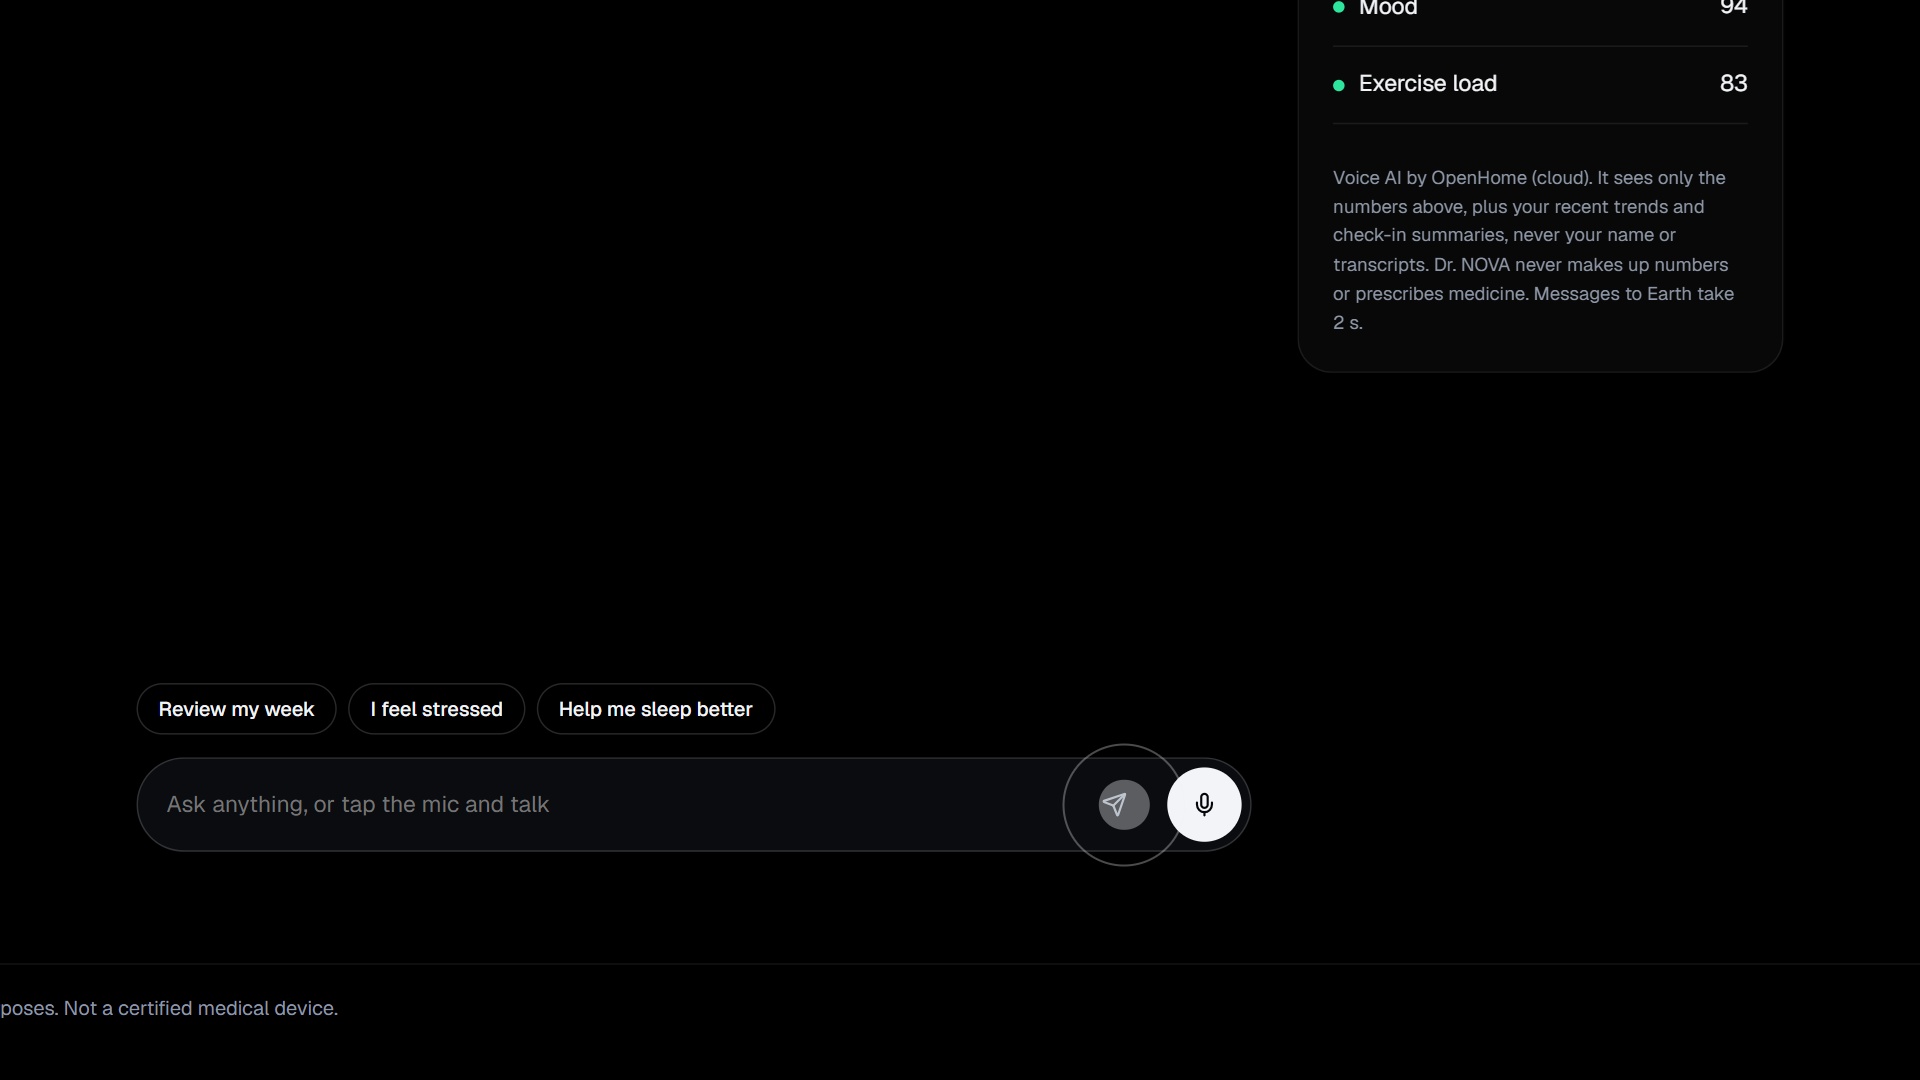 Mood 94
Exercise load 83
Voice AI by OpenHome (cloud). It sees only the
numbers above, plus your recent trends and
check-in summaries, never your name or
transcripts. Dr. NOVA never makes up numbers
or prescribes medicine. Messages to Earth take
2 s.
Review my week
I feel stressed
Help me sleep better
Ask anything, or tap the mic and talk
poses. Not a certified medical device.